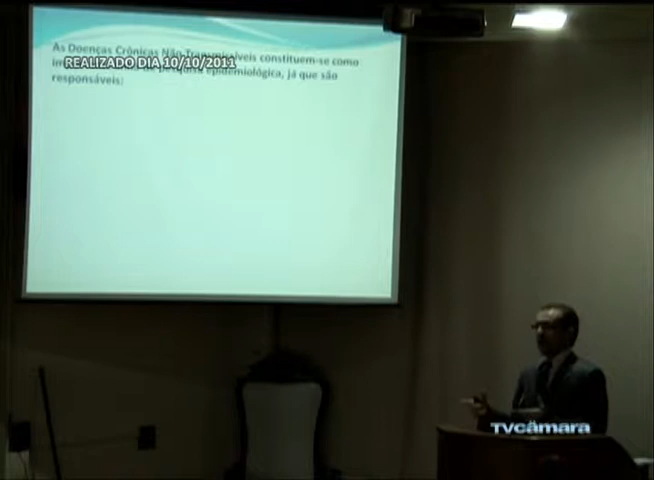 As Doenças Crônicas Não-Transmissíveis constituem-se como
REALIZADO DIA 10/10/2011
de pesquisa epidemiológica, já que são
responsáveis:
TVCÂMARA